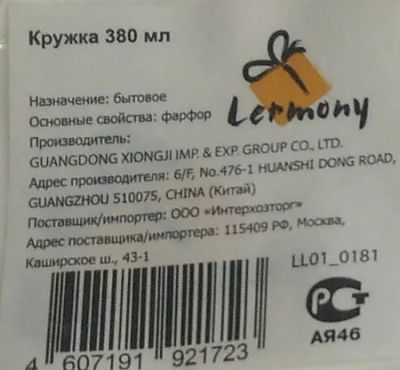 Кружка 380 мл
Lermony
Назначение: бытовое
Основные свойства: фарфор
Производитель:
GUANGDONG XIONGJI IMP. & EXP. GROUP CO., LTD.
Адрес производителя: 6/F, No.476-1 HUANSHI DONG ROAD,
GUANGZHOU 510075, CHINA (Китай)
Поставщик/импортер: ООО «Интерхозторг»
Адрес поставщика/импортера: 115409 РФ, Москва,
Каширское ш., 43-1
LL01_0181
РСТ
АЯ46
4 607191 921723